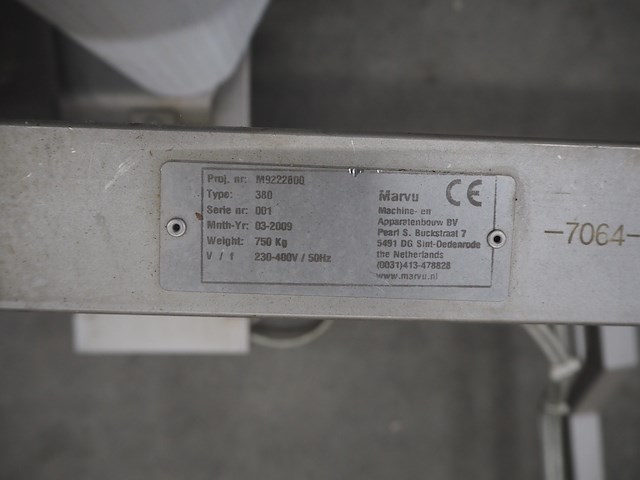 Proj. nr: M9222800
Type: 380
Serie nr: 001
Mnth-Yr: 03-2009
Weight: 750 Kg
V / f 230-400V / 50Hz
Marvu CE
Machine- en
Apparatenbouw BV
Pearl S. Buckstraat 7
5491 DG Sint-Oedenrode
the Netherlands
(0031)413-478828
www.marvu.nl
-7064-